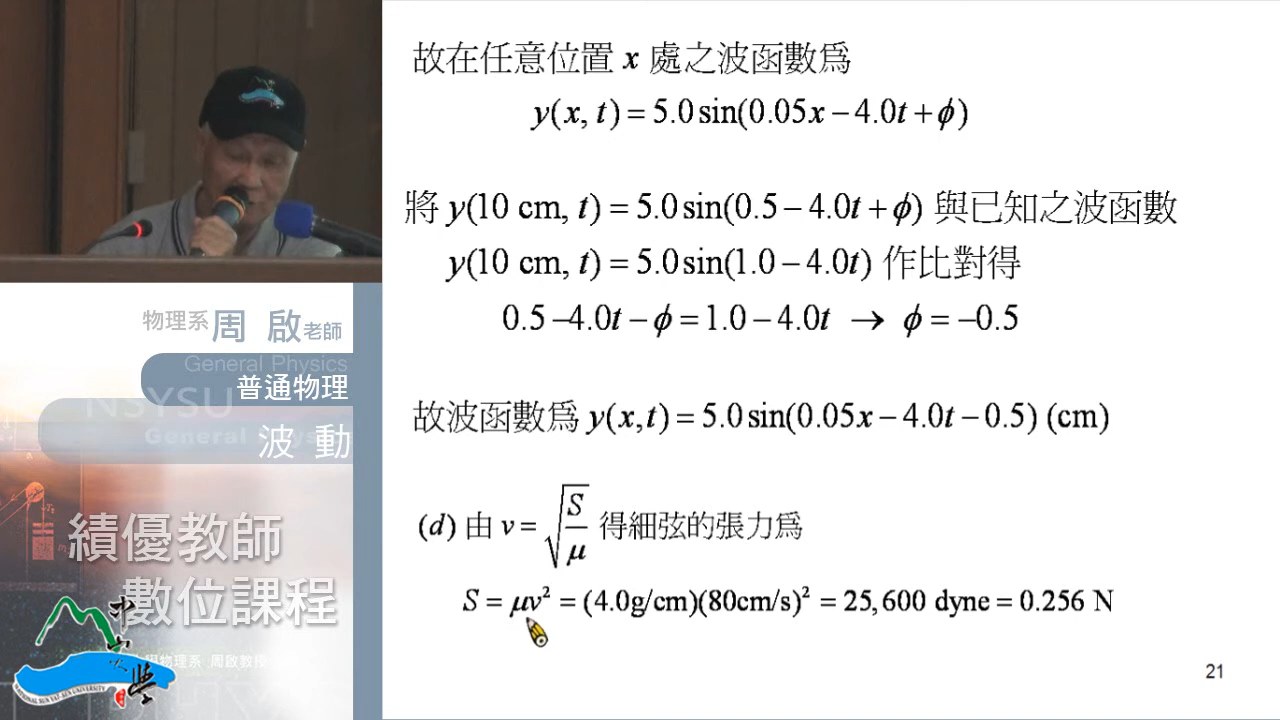 故在任意位置 x 處之波函數爲
y(x, t) = 5.0 sin(0.05x − 4.0t + ϕ)
將 y(10 cm, t) = 5.0 sin(0.5 − 4.0t + ϕ) 與已知之波函數
y(10 cm, t) = 5.0 sin(1.0 − 4.0t) 作比對得
0.5 − 4.0t − ϕ = 1.0 − 4.0t → ϕ = −0.5
故波函數爲 y(x,t) = 5.0 sin(0.05x − 4.0t − 0.5) (cm)
(d) 由 v = √(S/μ) 得細弦的張力爲
S = μv² = (4.0g/cm)(80cm/s)² = 25,600 dyne = 0.256 N
21
物理系 周 啟 老師
General Physics
普通物理
NSYSU
General
波 動
績優教師
數位課程
NATIONAL SUN YAT-SEN UNIVERSITY